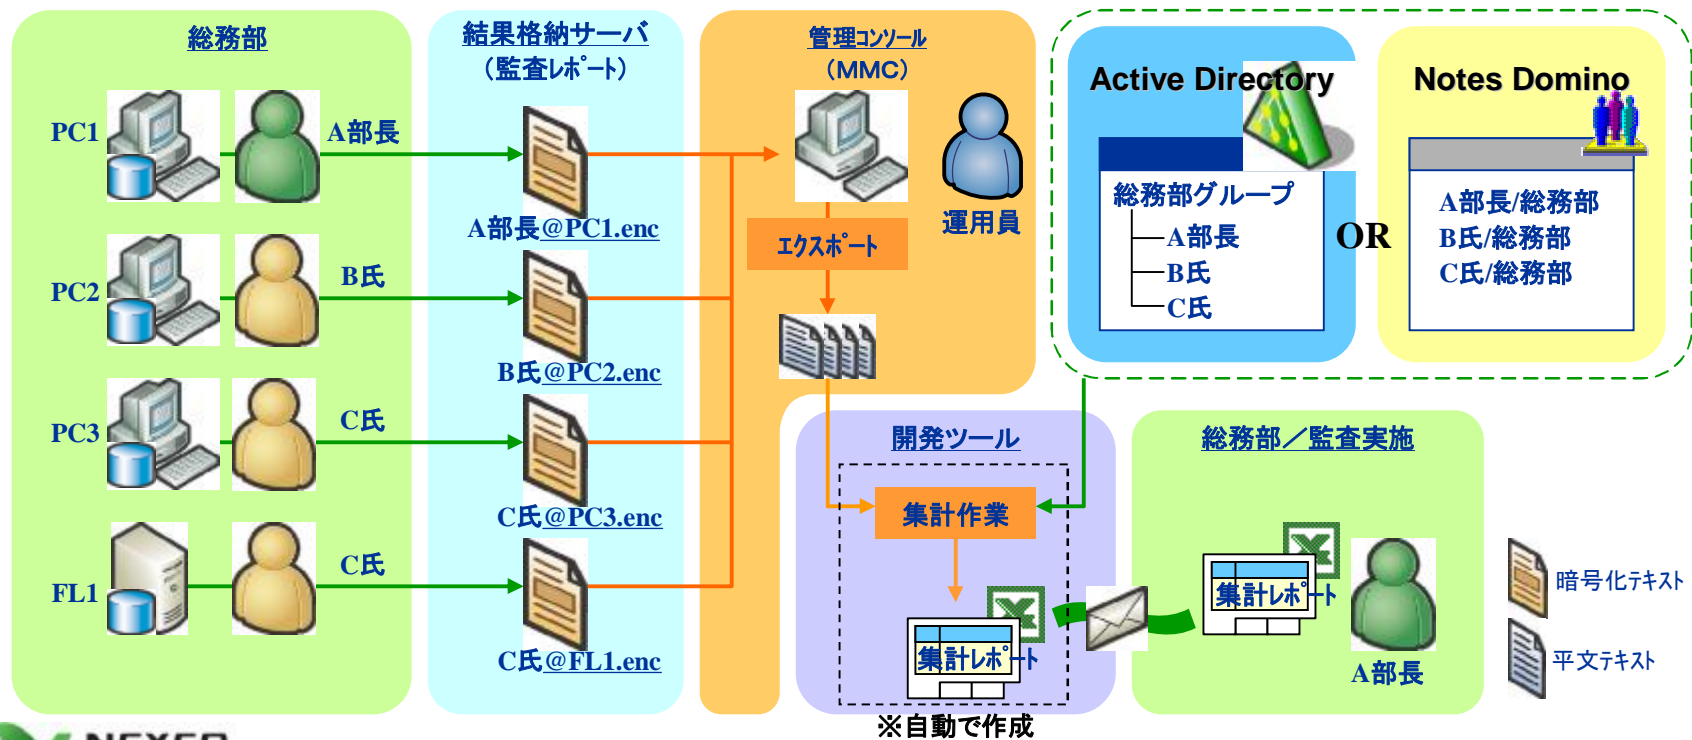 総務部
PC1
A部長
PC2
B氏
PC3
C氏
FL1
C氏
結果格納サーバ
（監査ﾚﾎﾟｰﾄ）
A部長@PC1.enc
B氏@PC2.enc
C氏@PC3.enc
C氏@FL1.enc
管理ｺﾝｿｰﾙ
（MMC）
運用員
ｴｸｽﾎﾟｰﾄ
Active Directory
総務部グループ
A部長
B氏
C氏
OR
Notes Domino
A部長/総務部
B氏/総務部
C氏/総務部
開発ツール
集計作業
集計ﾚﾎﾟｰﾄ
※自動で作成
総務部／監査実施
集計ﾚﾎﾟｰﾄ
A部長
暗号化ﾃｷｽﾄ
平文ﾃｷｽﾄ